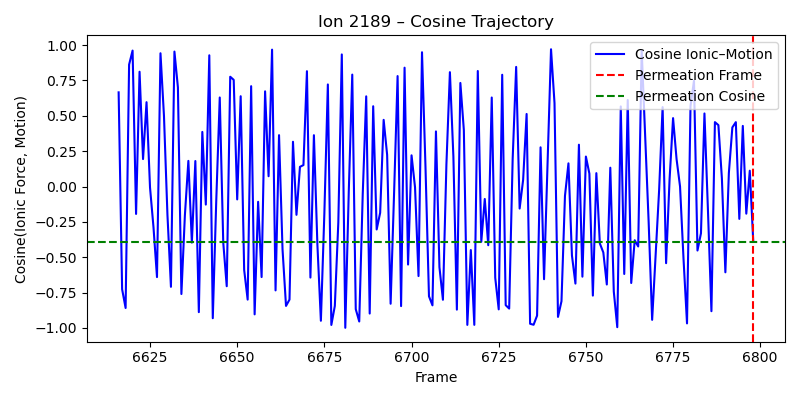 Ion 2189 – Cosine Trajectory
Cosine(Ionic Force, Motion)
1.00
0.75
0.50
0.25
0.00
−0.25
−0.50
−0.75
−1.00
Cosine Ionic–Motion
Permeation Frame
Permeation Cosine
6625
6650
6675
6700
6725
6750
6775
6800
Frame